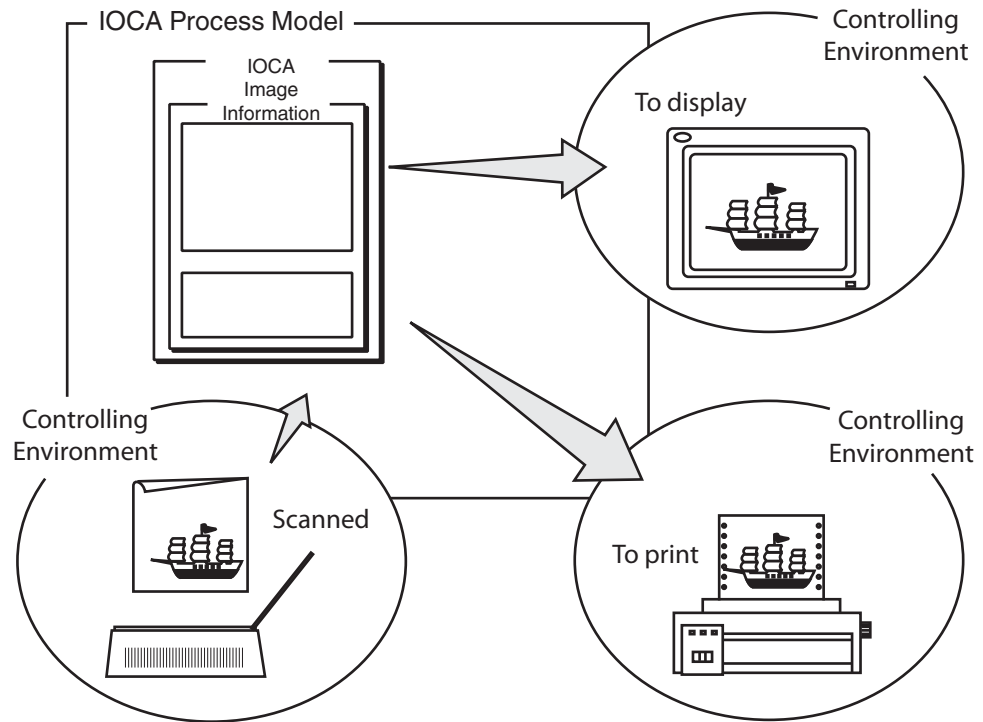 IOCA Process Model
IOCA
Image
Information
Controlling
Environment
To display
Controlling
Environment
Scanned
Controlling
Environment
To print